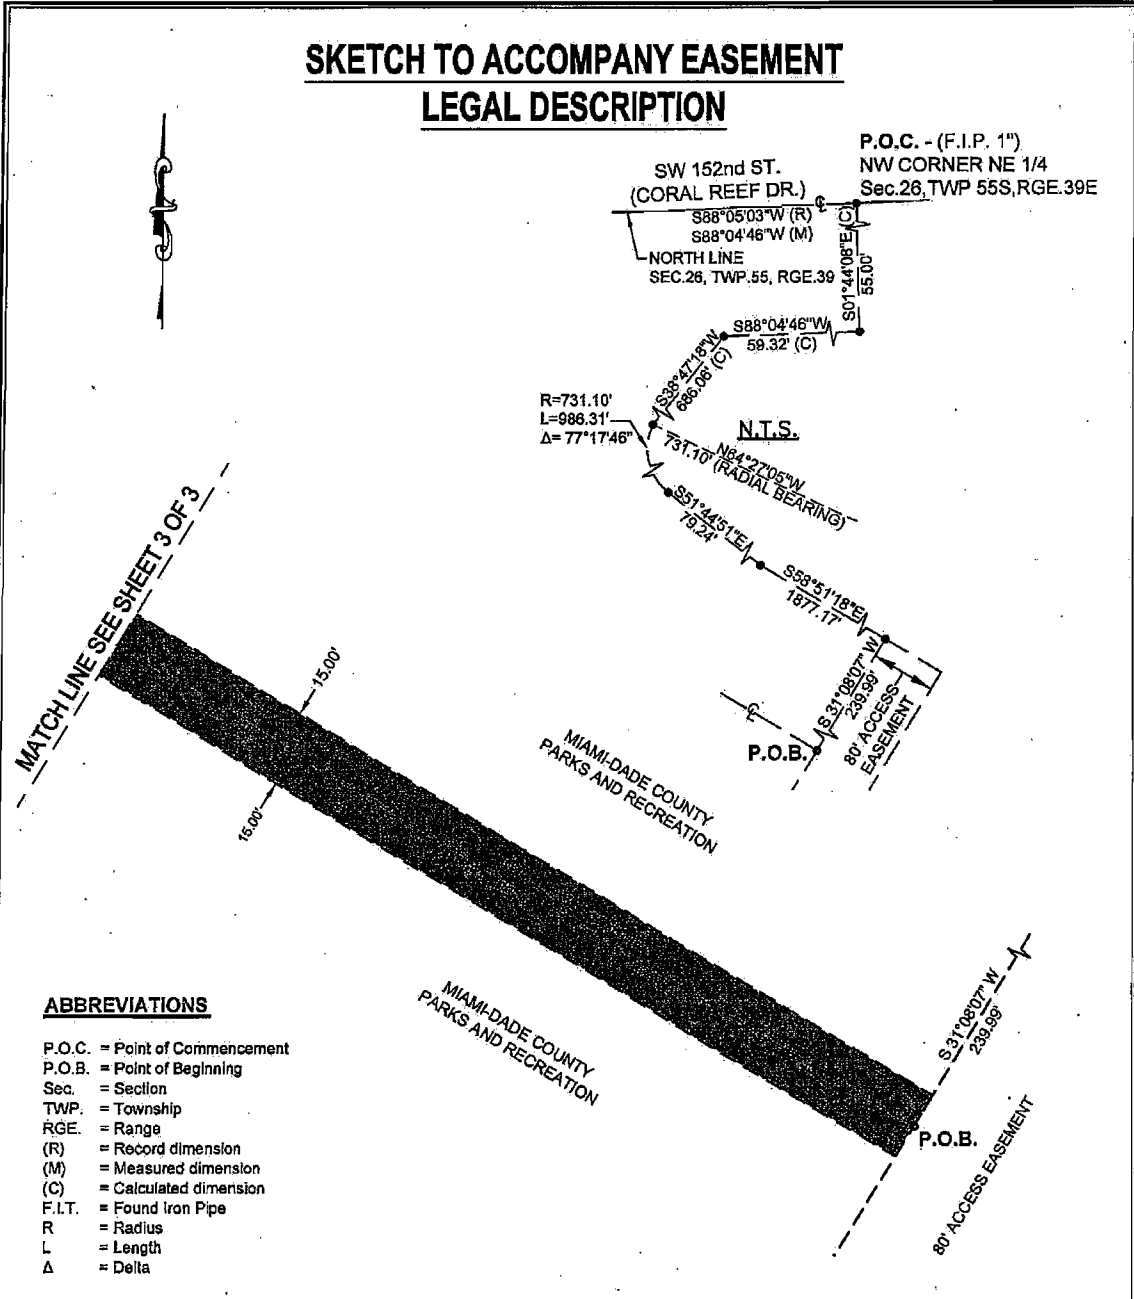 SKETCH TO ACCOMPANY EASEMENT
LEGAL DESCRIPTION
P.O.C. - (F.I.P. 1")
NW CORNER NE 1/4
Sec.26,TWP 55S,RGE.39E
SW 152nd ST.
(CORAL REEF DR.)
S88°05'03"W (R)
S88°04'46"W (M)
NORTH LINE
SEC.26, TWP.55, RGE.39
S01°44'08"E (C)
55.00'
S88°04'46"W
59.32' (C)
S38°47'18"W
686.06' (C)
R=731.10'
L=986.31'
Δ= 77°17'46"
N.T.S.
N64°27'05"W
731.10' (RADIAL BEARING)
S51°44'51"E
79.24'
S58°51'18"E
1877.17'
S 31°08'07" W
239.99'
80' ACCESS
EASEMENT
P.O.B.
MATCH LINE SEE SHEET 3 OF 3
15.00'
15.00'
MIAMI-DADE COUNTY
PARKS AND RECREATION
MIAMI-DADE COUNTY
PARKS AND RECREATION
S 31°08'07" W
239.99'
P.O.B.
80' ACCESS EASEMENT
ABBREVIATIONS
P.O.C. = Point of Commencement
P.O.B. = Point of Beginning
Sec. = Section
TWP. = Township
RGE. = Range
(R) = Record dimension
(M) = Measured dimension
(C) = Calculated dimension
F.I.T. = Found Iron Pipe
R = Radius
L = Length
Δ = Delta